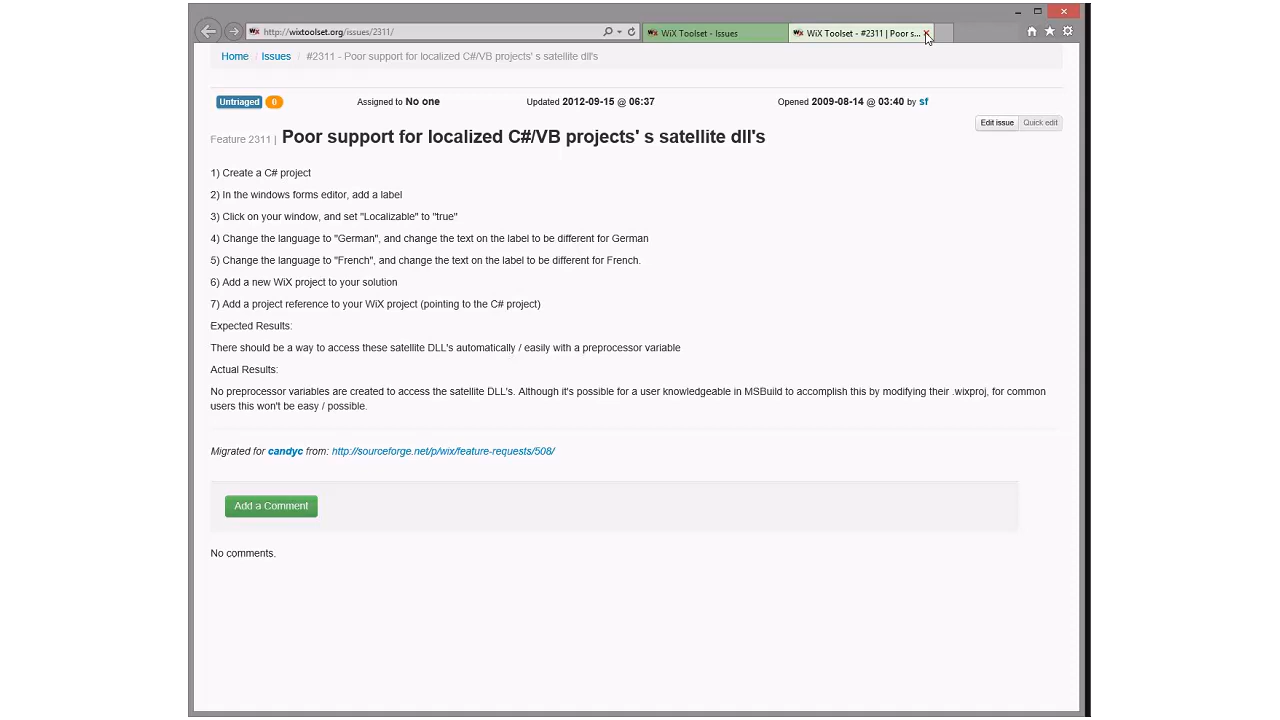 http://wixtoolset.org/issues/2311/
WiX Toolset - Issues
WiX Toolset - #2311 | Poor s...
Home / Issues / #2311 - Poor support for localized C#/VB projects' s satellite dll's
Untriaged 0 Assigned to No one Updated 2012-09-15 @ 06:37 Opened 2009-08-14 @ 03:40 by sf
Edit issue Quick edit
Feature 2311 | Poor support for localized C#/VB projects' s satellite dll's
1) Create a C# project
2) In the windows forms editor, add a label
3) Click on your window, and set "Localizable" to "true"
4) Change the language to "German", and change the text on the label to be different for German
5) Change the language to "French", and change the text on the label to be different for French.
6) Add a new WiX project to your solution
7) Add a project reference to your WiX project (pointing to the C# project)
Expected Results:
There should be a way to access these satellite DLL's automatically / easily with a preprocessor variable
Actual Results:
No preprocessor variables are created to access the satellite DLL's. Although it's possible for a user knowledgeable in MSBuild to accomplish this by modifying their .wixproj, for common
users this won't be easy / possible.
Migrated for candyc from: http://sourceforge.net/p/wix/feature-requests/508/
Add a Comment
No comments.